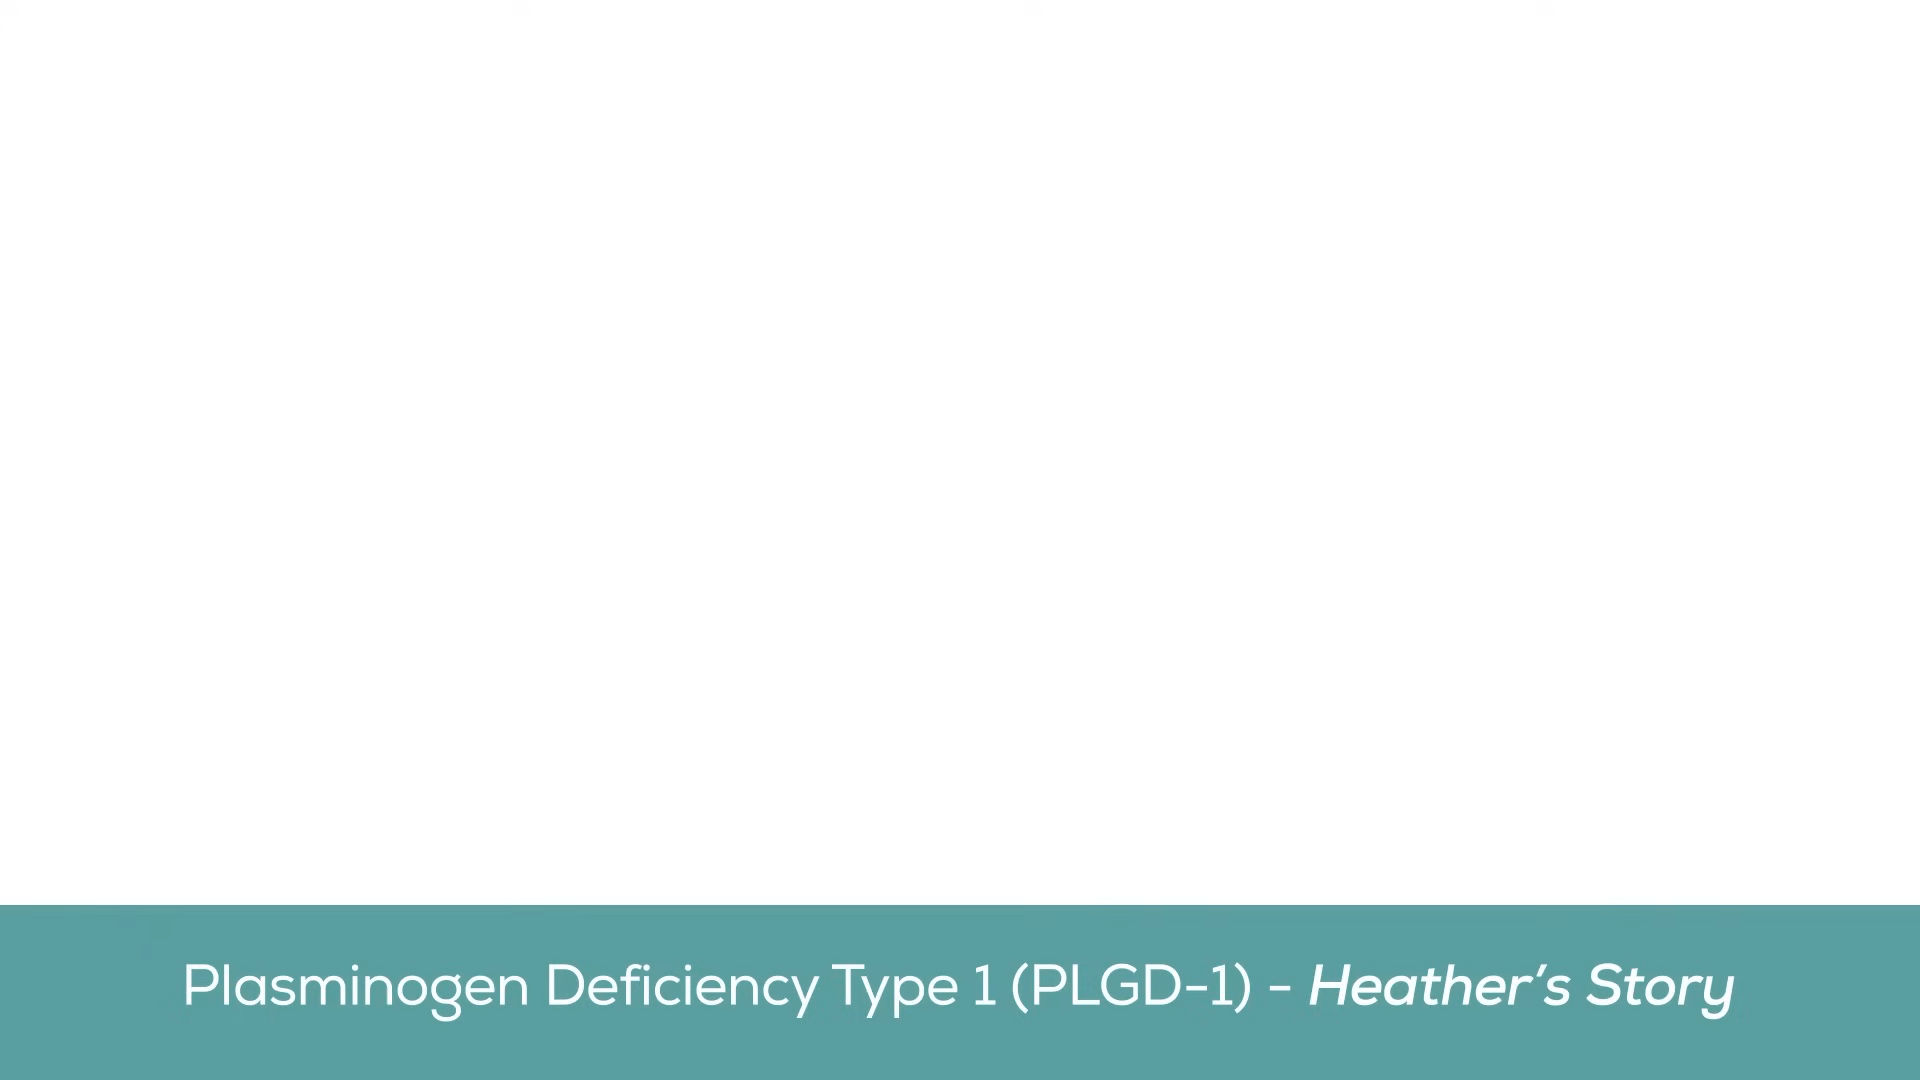 Plasminogen Deficiency Type 1 (PLGD-1) - Heather’s Story